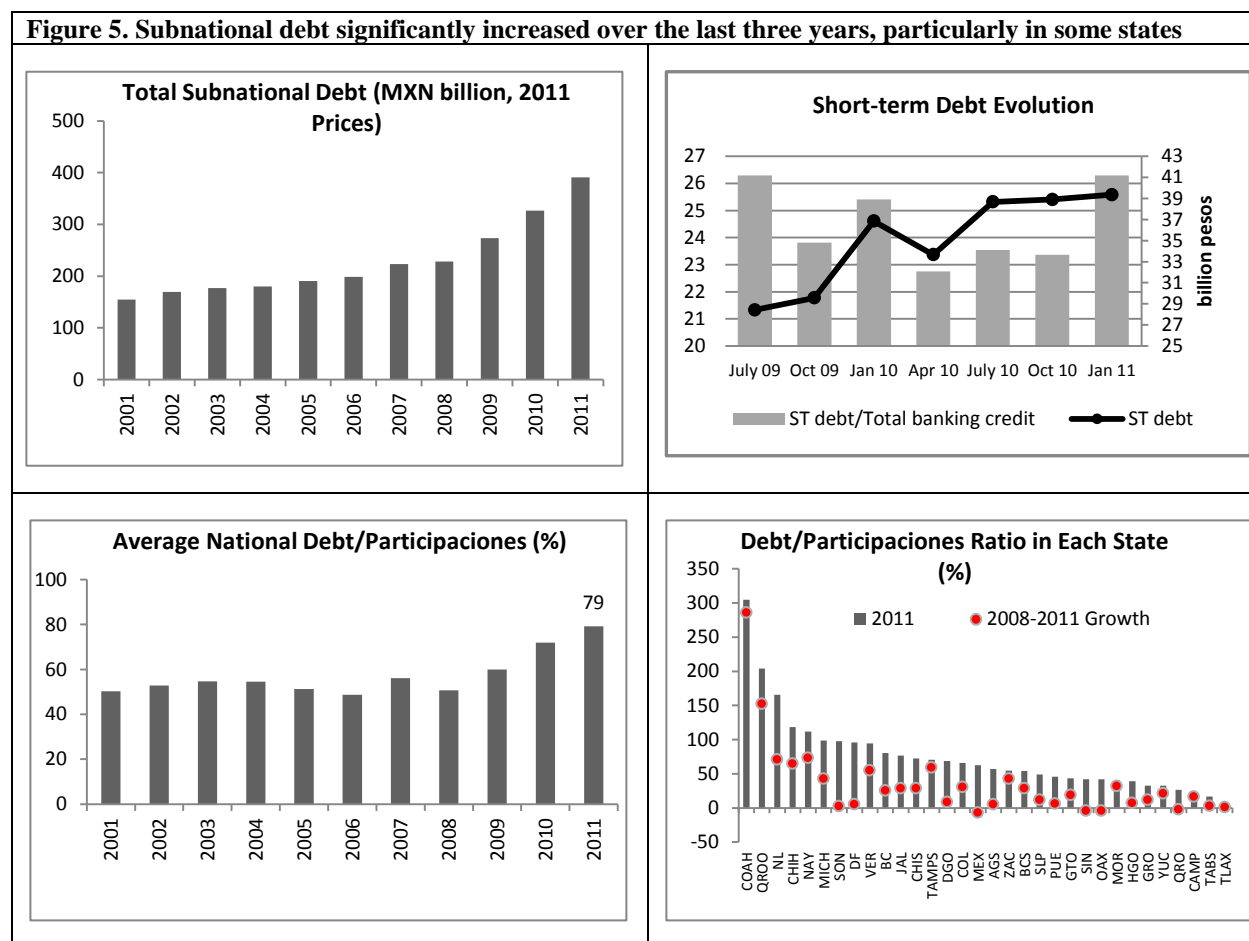 Figure 5. Subnational debt significantly increased over the last three years, particularly in some states
Total Subnational Debt (MXN billion, 2011
Prices)
500
400
300
200
100
0
2001
2002
2003
2004
2005
2006
2007
2008
2009
2010
2011
Short-term Debt Evolution
27
26
25
24
23
22
21
20
43
41
39
37
35
33
31
29
27
25
billion pesos
July 09 Oct 09 Jan 10 Apr 10 July 10 Oct 10 Jan 11
ST debt/Total banking credit ST debt
Average National Debt/Participaciones (%)
100
80
60
40
20
0
79
2001
2002
2003
2004
2005
2006
2007
2008
2009
2010
2011
Debt/Participaciones Ratio in Each State
(%)
350
300
250
200
150
100
50
0
-50
2011 2008-2011 Growth
COAH
QROO
NL
CHIH
NAY
MICH
SON
DF
VER
BC
JAL
CHIS
TAMPS
DGO
COL
MEX
AGS
ZAC
BCS
SLP
PUE
GTO
SIN
OAX
MOR
HGO
GRO
YUC
QRO
CAMP
TABS
TLAX